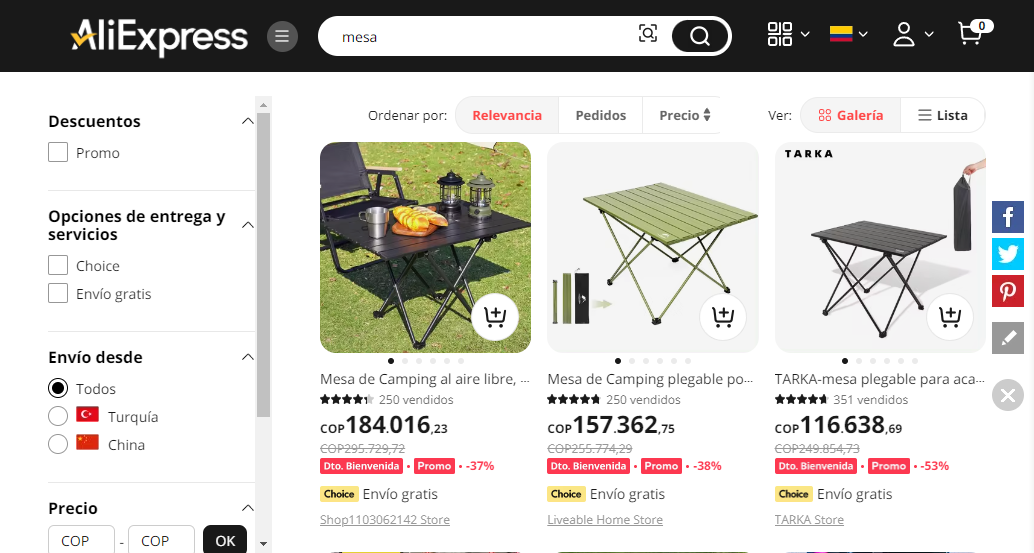 AliExpress
mesa
0
Descuentos
Promo
Opciones de entrega y
servicios
Choice
Envío gratis
Envío desde
Todos
Turquía
China
Precio
COP - COP OK
Ordenar por: Relevancia Pedidos Precio
Ver: Galería Lista
Mesa de Camping al aire libre, ...
250 vendidos
COP184.016,23
COP295.729,72
Dto. Bienvenida • Promo • -37%
Choice Envío gratis
Shop1103062142 Store
Mesa de Camping plegable po...
250 vendidos
COP157.362,75
COP255.774,29
Dto. Bienvenida • Promo • -38%
Choice Envío gratis
Liveable Home Store
TARKA
TARKA-mesa plegable para aca...
351 vendidos
COP116.638,69
COP249.854,73
Dto. Bienvenida • Promo • -53%
Choice Envío gratis
TARKA Store